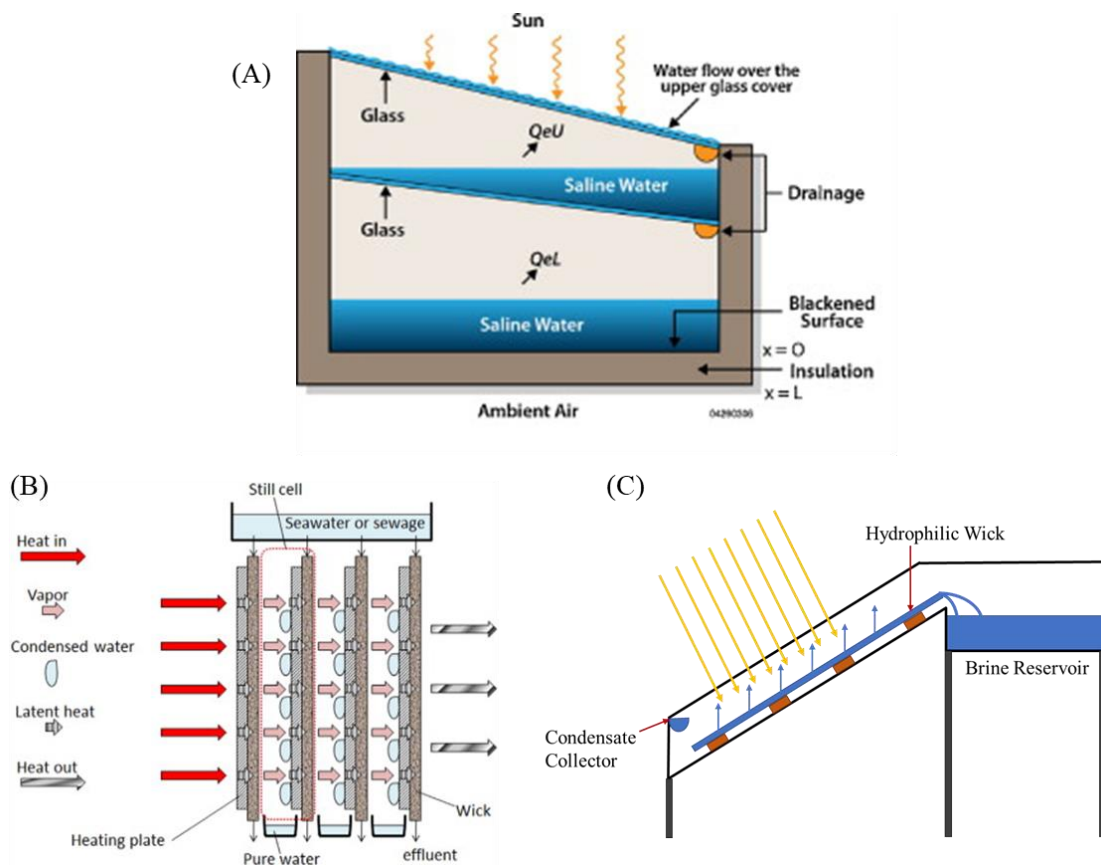 (A)
Sun
Water flow over the
upper glass cover
Glass
QeU
Saline Water
Drainage
Glass
QeL
Blackened
Surface
Saline Water
x = O
Insulation
x = L
Ambient Air
04290306
(B)
Still cell
Seawater or sewage
Heat in
Vapor
Condensed water
Latent heat
Heat out
Heating plate
Wick
Pure water
effluent
(C)
Hydrophilic Wick
Brine Reservoir
Condensate
Collector